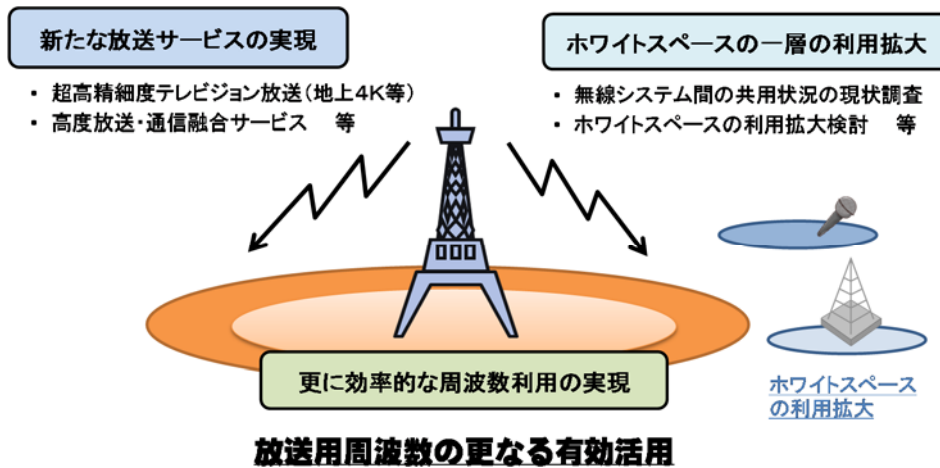 新たな放送サービスの実現
・ 超高精細度テレビジョン放送(地上4K等)
・ 高度放送・通信融合サービス 等
ホワイトスペースの一層の利用拡大
・ 無線システム間の共用状況の現状調査
・ ホワイトスペースの利用拡大検討 等
更に効率的な周波数利用の実現
ホワイトスペース
の利用拡大
放送用周波数の更なる有効活用